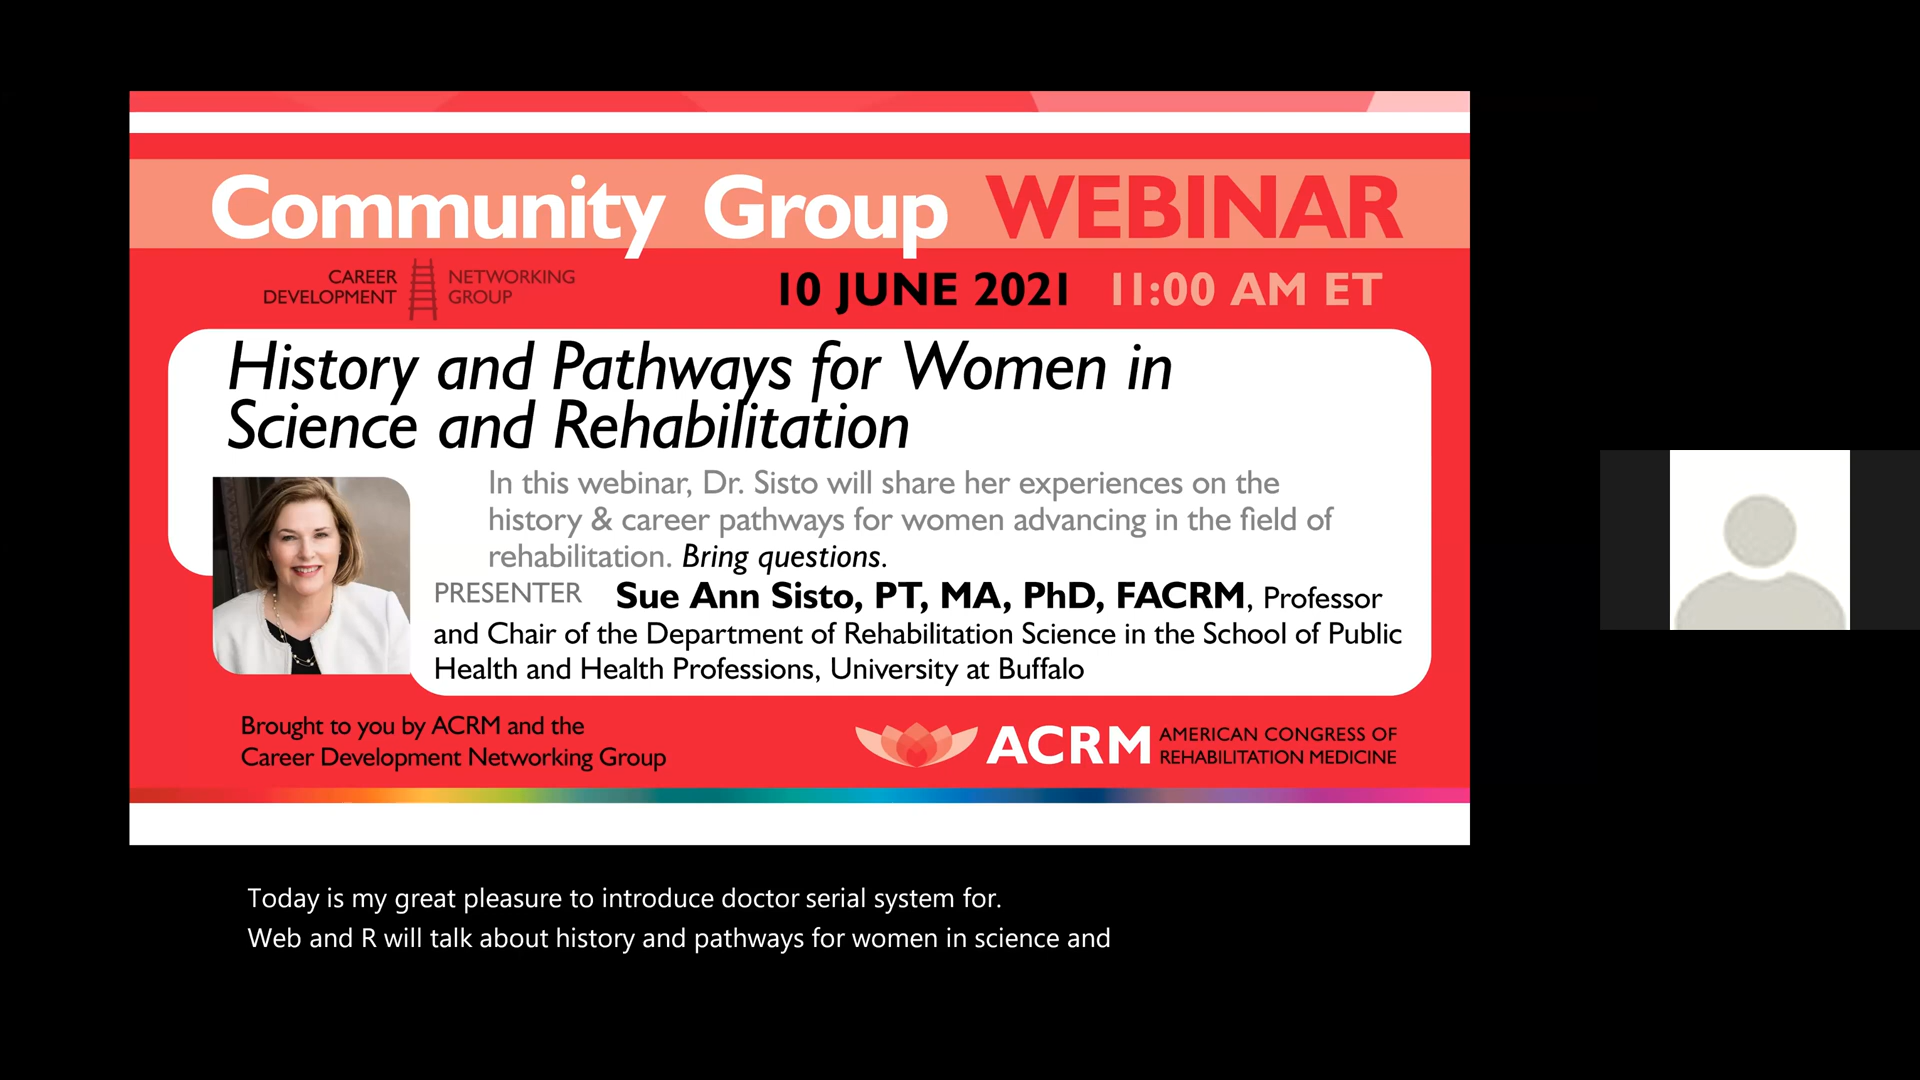 Community Group WEBINAR
CAREER DEVELOPMENT NETWORKING GROUP
10 JUNE 2021 11:00 AM ET
History and Pathways for Women in
Science and Rehabilitation
In this webinar, Dr. Sisto will share her experiences on the
history & career pathways for women advancing in the field of
rehabilitation. Bring questions.
PRESENTER Sue Ann Sisto, PT, MA, PhD, FACRM, Professor
and Chair of the Department of Rehabilitation Science in the School of Public
Health and Health Professions, University at Buffalo
Brought to you by ACRM and the
Career Development Networking Group
ACRM AMERICAN CONGRESS OF
REHABILITATION MEDICINE
Today is my great pleasure to introduce doctor serial system for.
Web and R will talk about history and pathways for women in science and